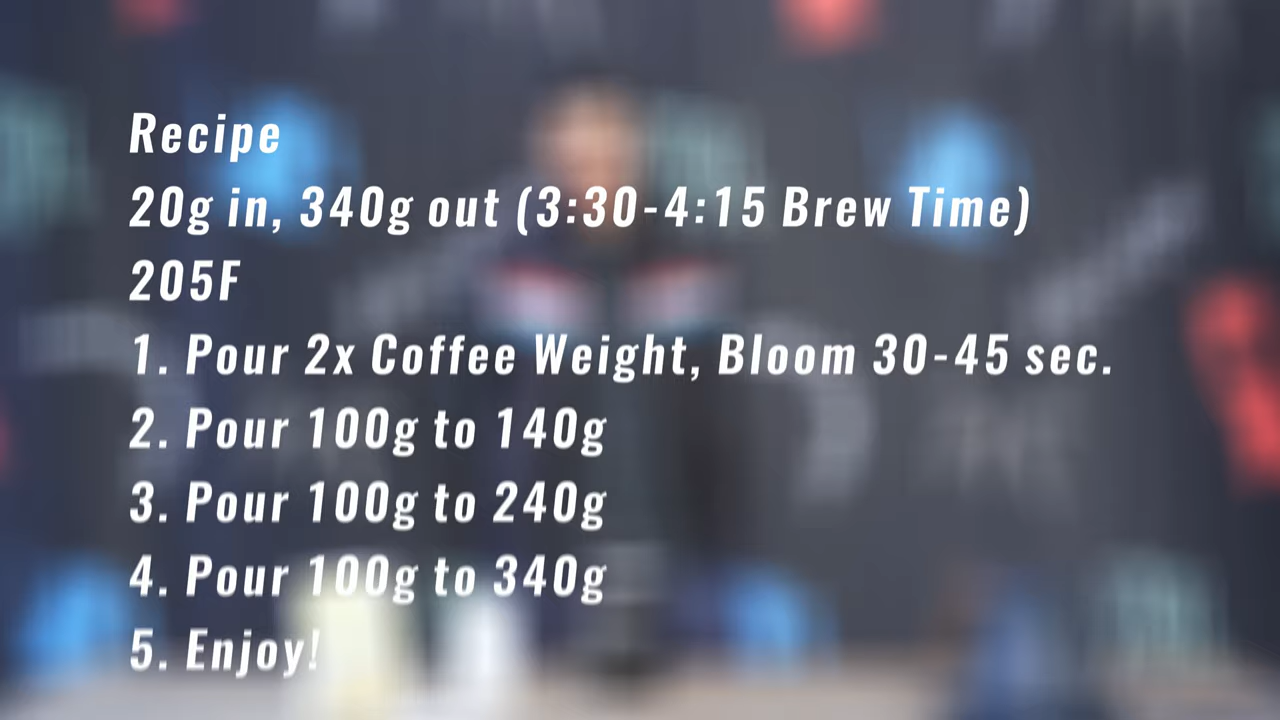 Recipe
20g in, 340g out (3:30-4:15 Brew Time)
205F
1. Pour 2x Coffee Weight, Bloom 30-45 sec.
2. Pour 100g to 140g
3. Pour 100g to 240g
4. Pour 100g to 340g
5. Enjoy!